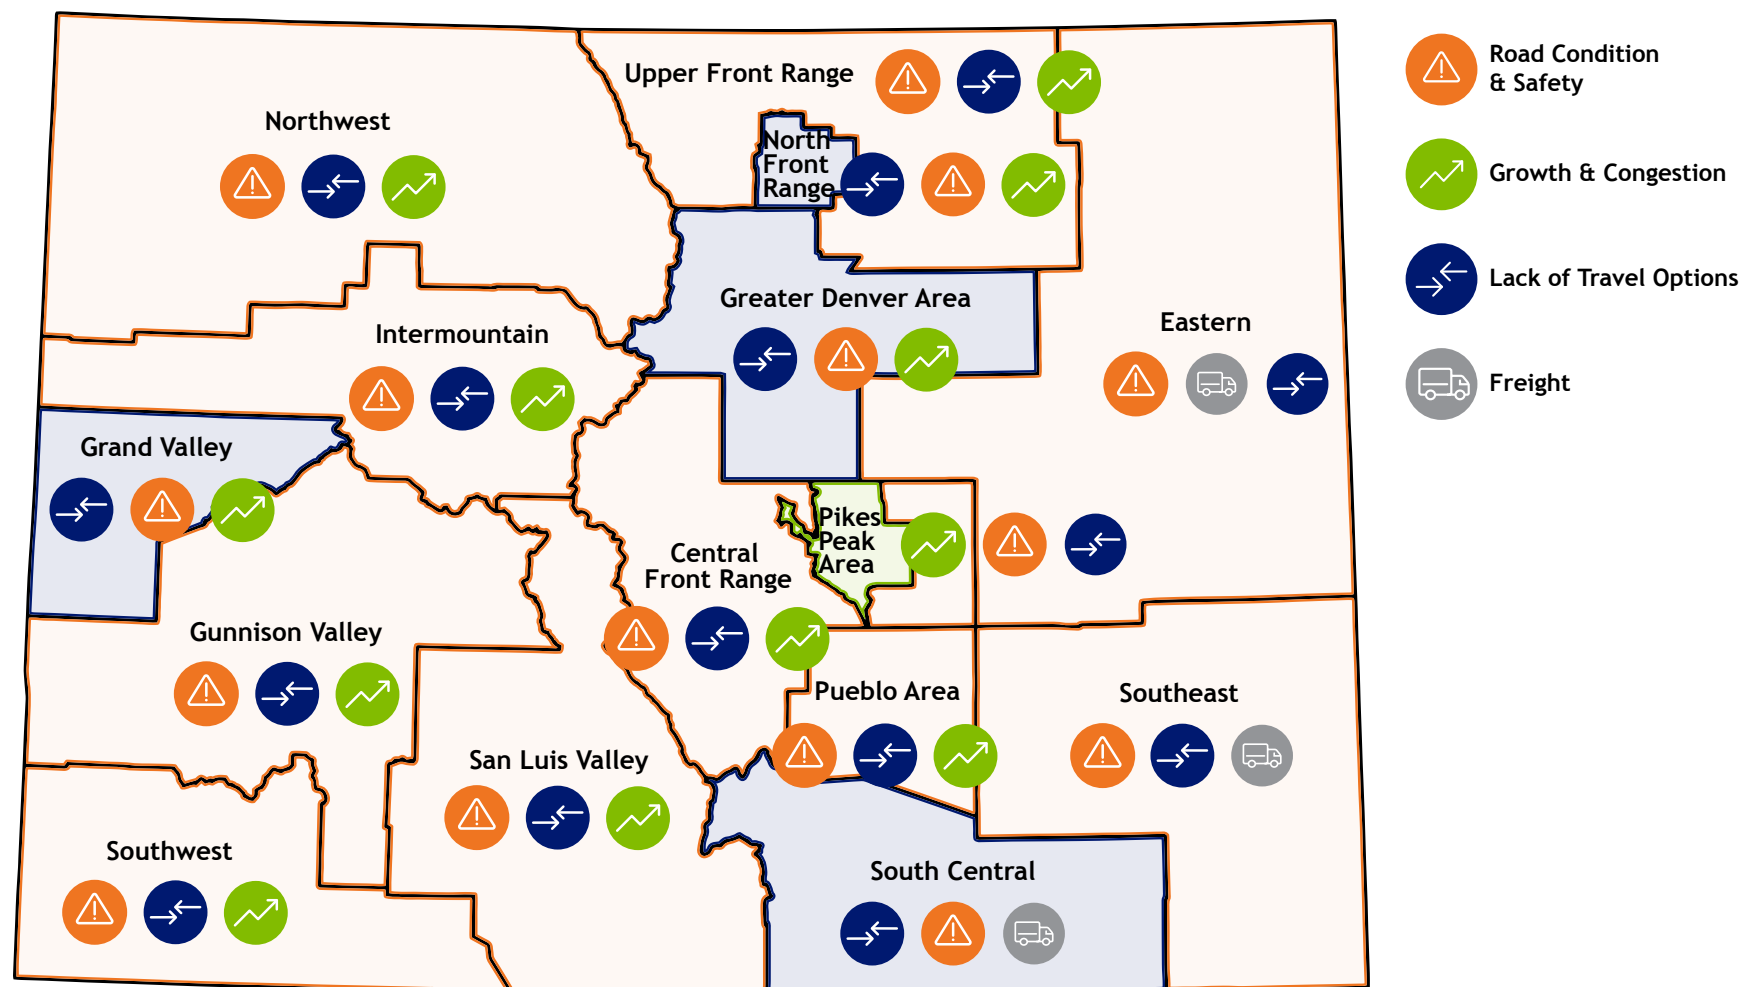 Upper Front Range
Northwest
North
Front
Range
Greater Denver Area
Intermountain
Eastern
Grand Valley
Pikes
Peak
Area
Central
Front Range
Gunnison Valley
Pueblo Area
Southeast
San Luis Valley
Southwest
South Central
Road Condition
& Safety
Growth & Congestion
Lack of Travel Options
Freight